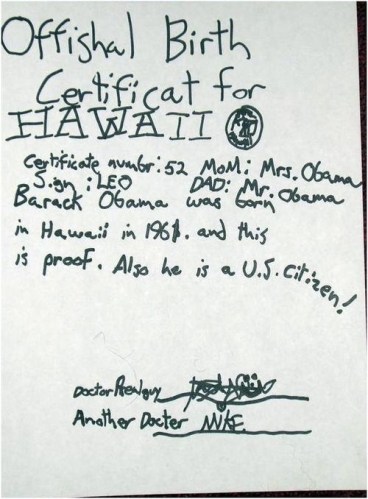 Offishal Birth
Certificat for
HAWAII
Certificate numbr: 52 MOM: Mrs. Obama
Sign: LEO DAD: Mr. Obama
Barack Obama was born
in Hawaii in 1961. and this
is proof. Also he is a U.S. citizen!
Doctor
Another Docter MIKE